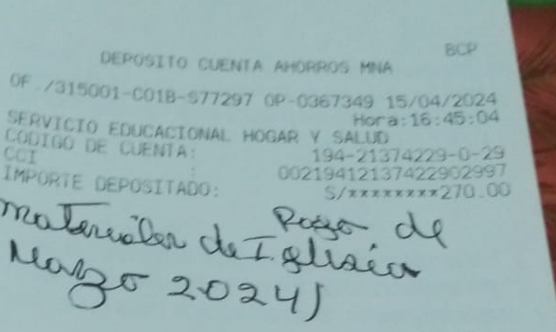 BCP
DEPOSITO CUENTA AHORROS MNA
OF./315001-C01B-S77297 OP-0367349 15/04/2024
Hora:16:45:04
SERVICIO EDUCACIONAL HOGAR Y SALUD
CODIGO DE CUENTA: 194-21374229-0-29
CCI : 00219412137422902997
IMPORTE DEPOSITADO: S/********270.00
Pago de
materiales de Iglesia
Marzo 2024)